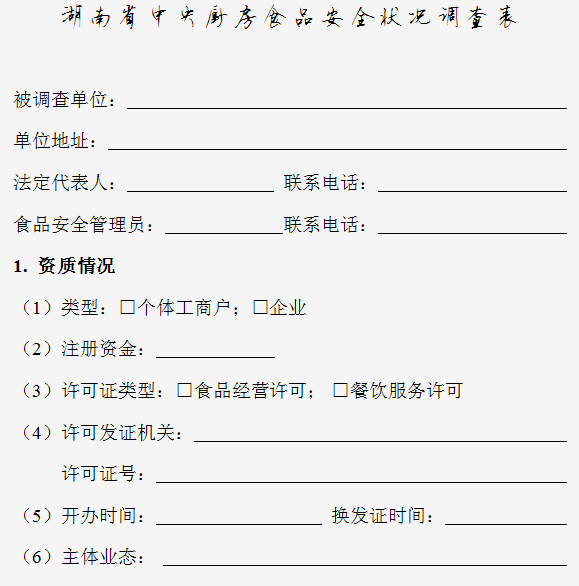 湖南省中央厨房食品安全状况调查表
被调查单位：
单位地址：
法定代表人： 联系电话：
食品安全管理员： 联系电话：
1. 资质情况
（1）类型：□个体工商户；□企业
（2）注册资金：
（3）许可证类型：□食品经营许可； □餐饮服务许可
（4）许可发证机关：
许可证号：
（5）开办时间： 换发证时间：
（6）主体业态：